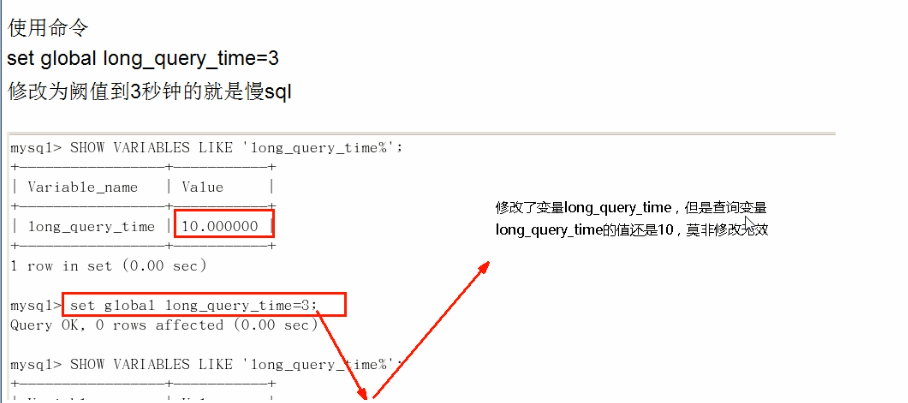 使用命令
set global long_query_time=3
修改为阙值到3秒钟的就是慢sql
mysql> SHOW VARIABLES LIKE 'long_query_time%';
+-----------------+-----------+
| Variable_name | Value |
+-----------------+-----------+
| long_query_time | 10.000000 |
+-----------------+-----------+
1 row in set (0.00 sec)
修改了变量long_query_time，但是查询变量
long_query_time的值还是10，莫非修改无效
mysql> set global long_query_time=3;
Query OK, 0 rows affected (0.00 sec)
mysql> SHOW VARIABLES LIKE 'long_query_time%';
+-----------------+-----------+